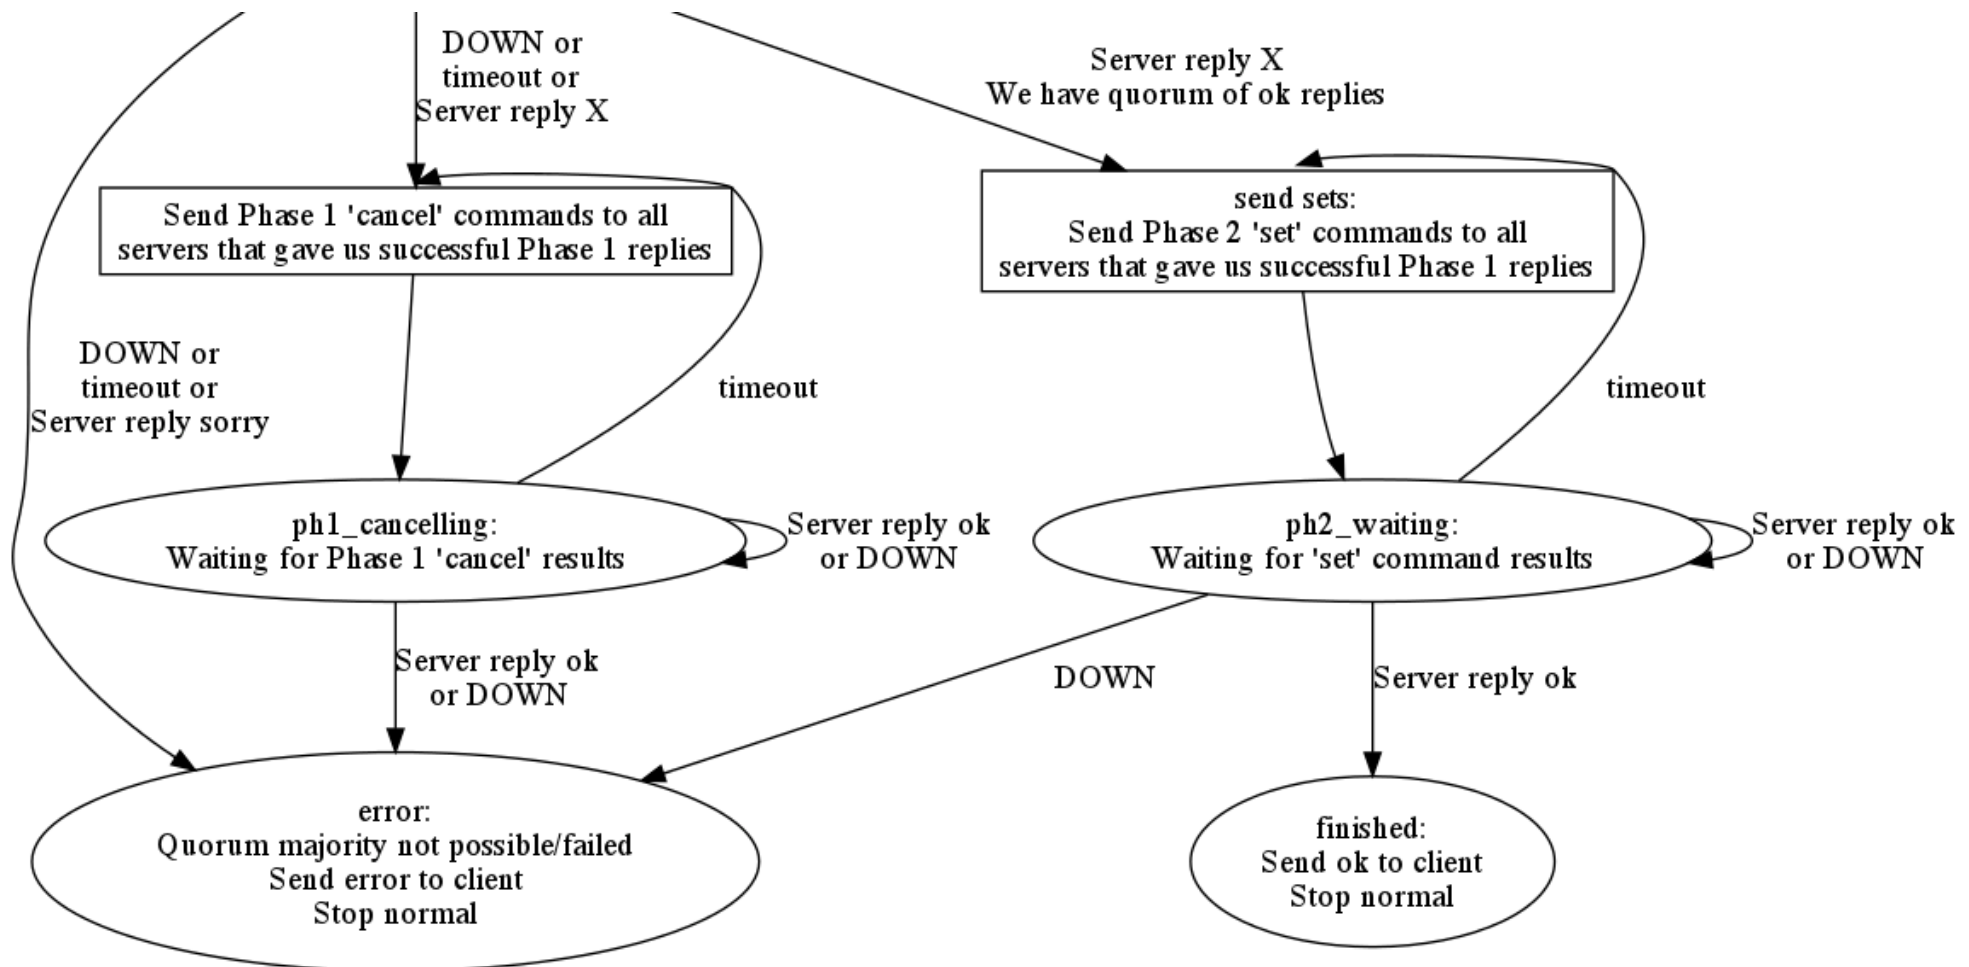 DOWN or
timeout or
Server reply X
Server reply X
We have quorum of ok replies
Send Phase 1 'cancel' commands to all
servers that gave us successful Phase 1 replies
send sets:
Send Phase 2 'set' commands to all
servers that gave us successful Phase 1 replies
DOWN or
timeout or
Server reply sorry
timeout
timeout
ph1_cancelling:
Waiting for Phase 1 'cancel' results
Server reply ok
or DOWN
ph2_waiting:
Waiting for 'set' command results
Server reply ok
or DOWN
Server reply ok
or DOWN
DOWN
Server reply ok
error:
Quorum majority not possible/failed
Send error to client
Stop normal
finished:
Send ok to client
Stop normal